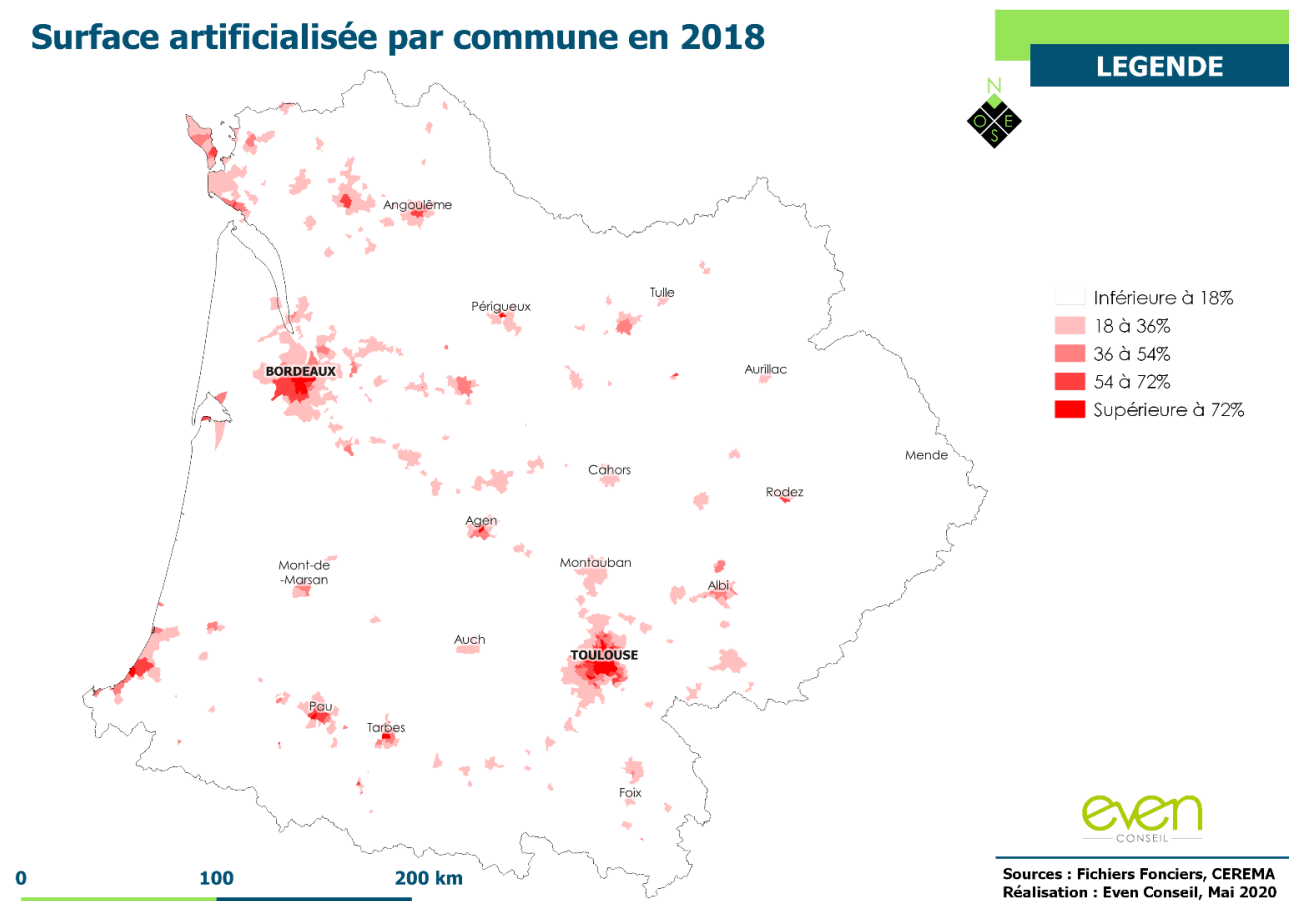 Surface artificialisée par commune en 2018
LEGENDE
N
O
E
S
Angoulême
Inférieure à 18%
18 à 36%
36 à 54%
54 à 72%
Supérieure à 72%
Périgueux
Tulle
BORDEAUX
Aurillac
Mende
Cahors
Rodez
Agen
Mont-de
-Marsan
Montauban
Albi
Auch
TOULOUSE
Pau
Tarbes
Foix
even
CONSEIL
0
100
200 km
Sources : Fichiers Fonciers, CEREMA
Réalisation : Even Conseil, Mai 2020